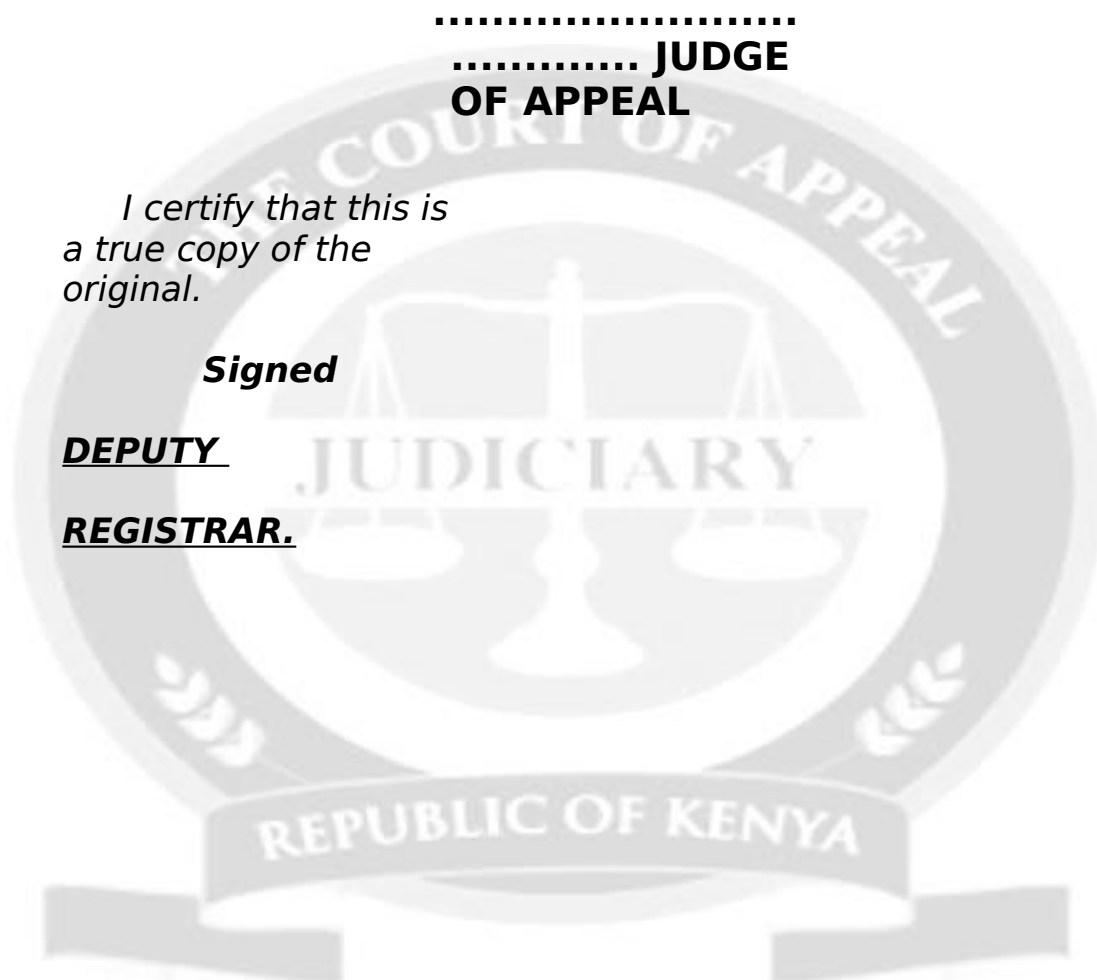 .........................
............. JUDGE
OF APPEAL
THE COURT OF APPEAL
I certify that this is
a true copy of the
original.
Signed
DEPUTY
JUDICIARY
REGISTRAR.
REPUBLIC OF KENYA